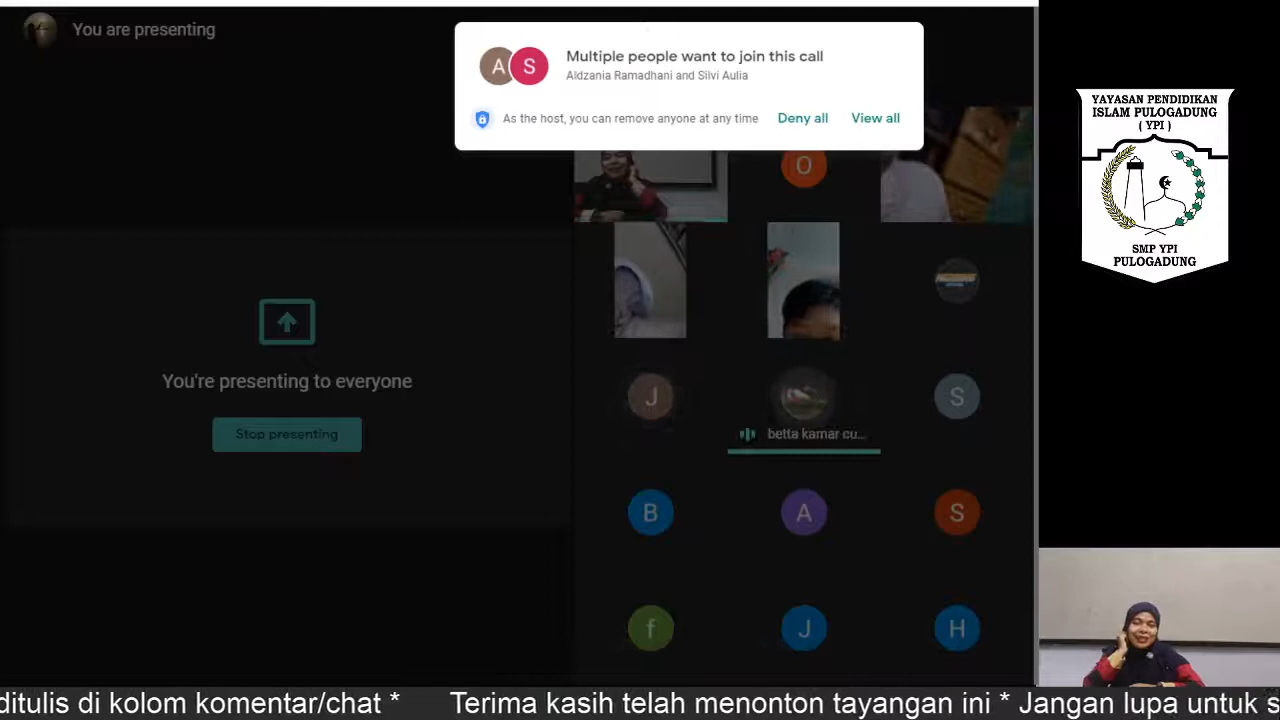 You are presenting
A
S
Multiple people want to join this call
Aldzania Ramadhani and Silvi Aulia
As the host, you can remove anyone at any time
Deny all
View all
O
You're presenting to everyone
Stop presenting
J
betta kamar cu...
S
B
A
S
f
J
H
YAYASAN PENDIDIKAN
ISLAM PULOGADUNG
( YPI )
SMP YPI
PULOGADUNG
ditulis di kolom komentar/chat * Terima kasih telah menonton tayangan ini * Jangan lupa untuk s